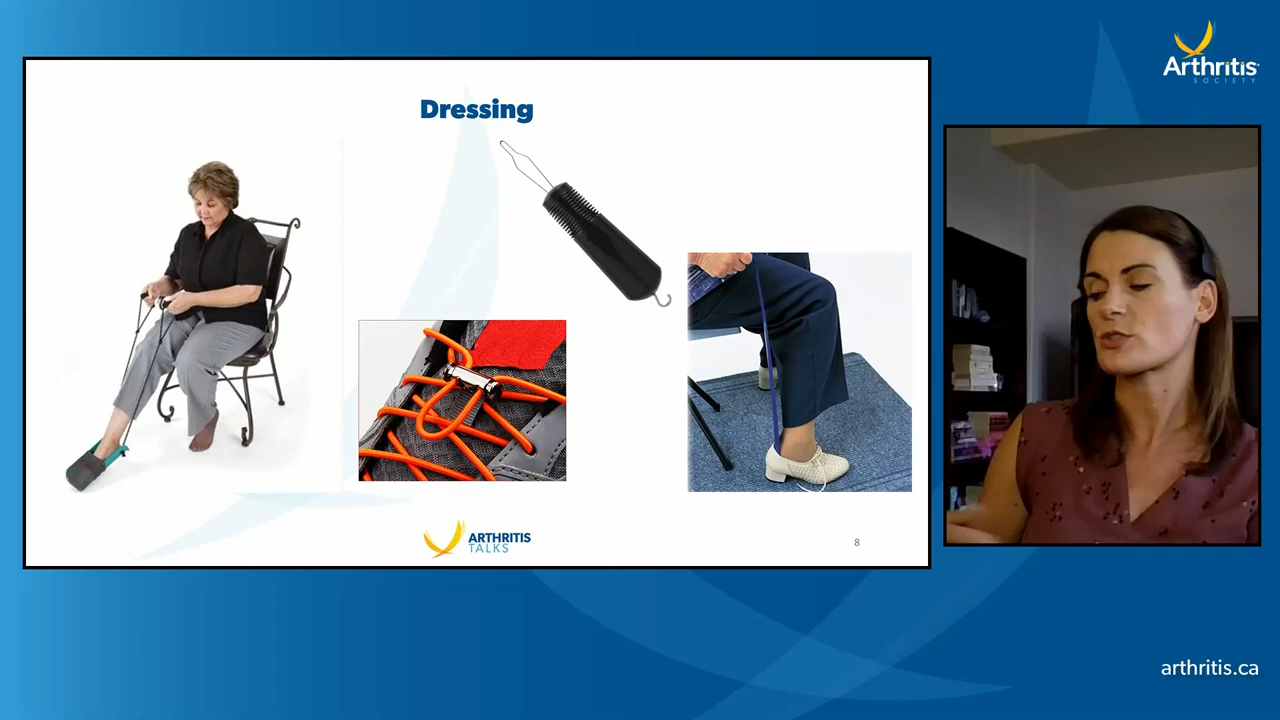 Dressing
ARTHRITIS
TALKS
8
Arthritis
SOCIETY
arthritis.ca